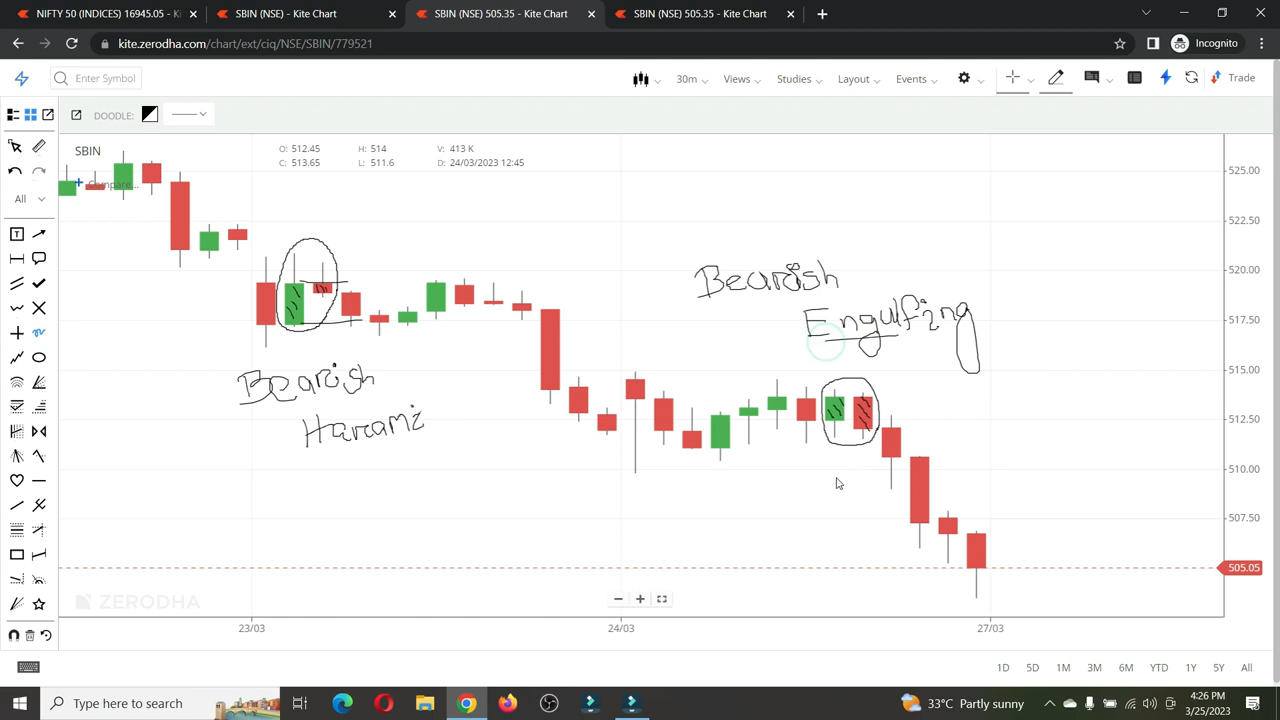 NIFTY 50 (INDICES) 16945.05 - Ki
SBIN (NSE) - Kite Chart
SBIN (NSE) 505.35 - Kite Chart
SBIN (NSE) 505.35 - Kite Chart
kite.zerodha.com/chart/ext/ciq/NSE/SBIN/779521
Incognito
Enter Symbol
30m
Views
Studies
Layout
Events
Trade
DOODLE:
SBIN
O: 512.45 H: 514 V: 413 K
C: 513.65 L: 511.6 D: 24/03/2023 12:45
Compare...
All
525.00
522.50
520.00
517.50
515.00
512.50
510.00
507.50
505.05
Bearish
Engulfing
Bearish
Harami
ZERODHA
23/03
24/03
27/03
1D 5D 1M 3M 6M YTD 1Y 5Y All
Type here to search
33°C Partly sunny
4:26 PM
3/25/2023